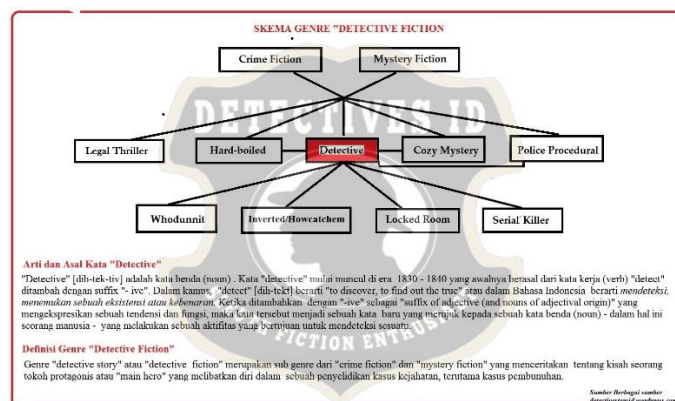 SKEMA GENRE "DETECTIVE FICTION
Crime Fiction
Mystery Fiction
DETECTIVES ID
Legal Thriller
Hard-boiled
Detective
Cozy Mystery
Police Procedural
Whodunnit
Inverted/Howcatchem
Locked Room
Serial Killer
Arti dan Asal Kata "Detective"
"Detective" [dih-tek-tiv] adalah kata benda (noun) . Kata "detective" mulai muncul di era 1830 - 1840 yang awalnya berasal dari kata kerja (verb) "detect"
ditambah dengan suffix "- ive". Dalam kamus, "detect" [dih-tekt] berarti "to discover, to find out the true" atau dalam Bahasa Indonesia berarti mendeteksi,
menemukan sebuah eksistensi atau kebenaran. Ketika ditambahkan dengan "-ive" sebagai "suffix of adjective (and nouns of adjectival origin)" yang
mengekspresikan sebuah tendensi dan fungsi, maka kata tersebut menjadi sebuah kata baru yang merujuk kepada sebuah kata benda (noun) - dalam hal ini
seorang manusia - yang melakukan sebuah aktifitas yang bertujuan untuk mendeteksi sesuatu.
FICTION ENTHUSIAST
Definisi Genre "Detective Fiction"
Genre "detective story" atau "detective fiction" merupakan sub genre dari "crime fiction" dan "mystery fiction" yang menceritakan tentang kisah seorang
tokoh protagonis atau "main hero" yang melibatkan diri dalam sebuah penyelidikan kasus kejahatan, terutama kasus pembunuhan.
Sumber Berbagai sumber